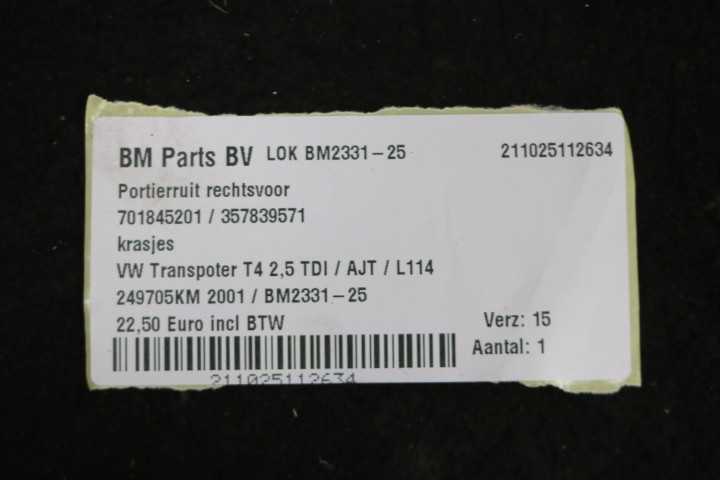 BM Parts BV LOK BM2331-25 211025112634
Portierruit rechtsvoor
701845201 / 357839571
krasjes
VW Transpoter T4 2,5 TDI / AJT / L114
249705KM 2001 / BM2331-25
22,50 Euro incl BTW Verz: 15
Aantal: 1
211025112634